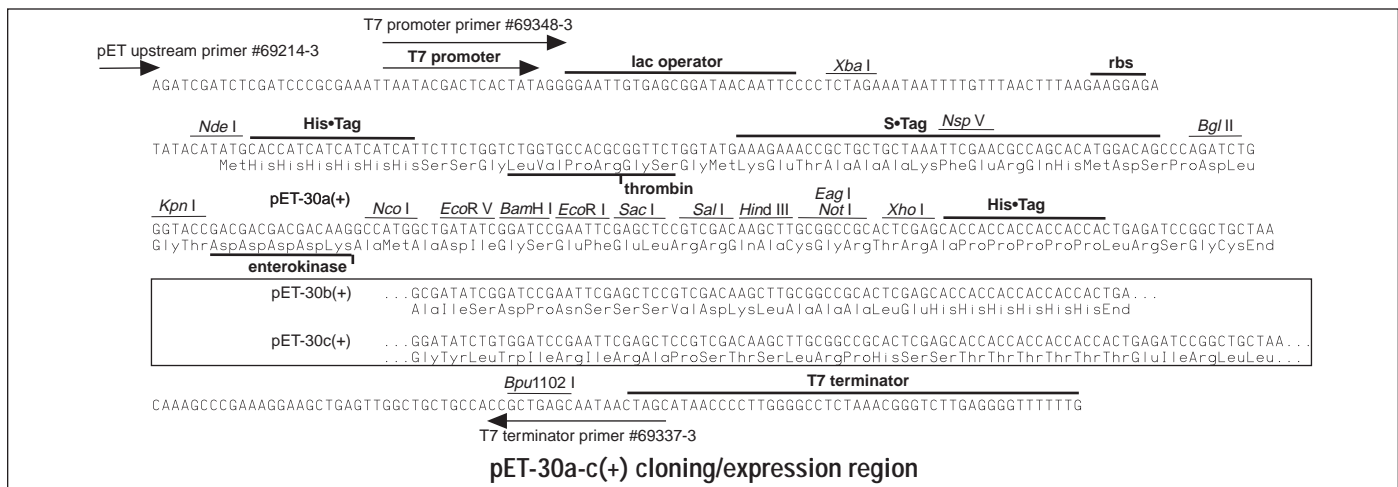 T7 promoter primer #69348-3
pET upstream primer #69214-3
T7 promoter
lac operator
Xba I
rbs
AGATCGATCTCGATCCCGCGAAATTAATACGACTCACTATAGGGGAATTGTGAGCGGATAACAATTCCCCTCTAGAAATAATTTTGTTTAACTTTAAGAAGGAGA
Nde I
His•Tag
S•Tag
Nsp V
Bgl II
TATACATATGCACCATCATCATCATCATTCTTCTGGTCTGGTGCCACGCGGTTCTGGTATGAAAGAAACCGCTGCTGCTAAATTCGAACGCCAGCACATGGACAGCCCAGATCTG
MetHisHisHisHisHisHisSerSerGlyLeuValProArgGlySerGlyMetLysGluThrAlaAlaAlaLysPheGluArgGlnHisMetAspSerProAspLeu
thrombin
pET-30a(+)
Kpn I
Nco I
EcoR V
BamH I
EcoR I
Sac I
Sal I
Hind III
Eag I
Not I
Xho I
His•Tag
GGTACCGACGACGACGACAAGGCCATGGCTGATATCGGATCCGAATTCGAGCTCCGTCGACAAGCTTGCGGCCGCACTCGAGCACCACCACCACCACCACTGAGATCCGGCTGCTAA
GlyThrAspAspAspAspLysAlaMetAlaAspIleGlySerGluPheGluLeuArgArgGlnAlaCysGlyArgThrArgAlaProProProProProProLeuArgSerGlyCysEnd
enterokinase
pET-30b(+)
...GCGATATCGGATCCGAATTCGAGCTCCGTCGACAAGCTTGCGGCCGCACTCGAGCACCACCACCACCACCACTGA...
AlaIleSerAspProAsnSerSerSerValAspLysLeuAlaAlaAlaLeuGluHisHisHisHisHisHisEnd
pET-30c(+)
...GGATATCTGTGGATCCGAATTCGAGCTCCGTCGACAAGCTTGCGGCCGCACTCGAGCACCACCACCACCACCACTGAGATCCGGCTGCTAA...
GlyTyrLeuTrpIleArgIleArgAlaProSerThrSerLeuArgProHisSerSerThrThrThrThrThrThrGluIleArgLeuLeu...
Bpu1102 I
T7 terminator
CAAAGCCCGAAAGGAAGCTGAGTTGGCTGCTGCCACCGCTGAGCAATAACTAGCATAACCCCTTGGGGCCTCTAAACGGGTCTTGAGGGGTTTTTTG
T7 terminator primer #69337-3
pET-30a-c(+) cloning/expression region